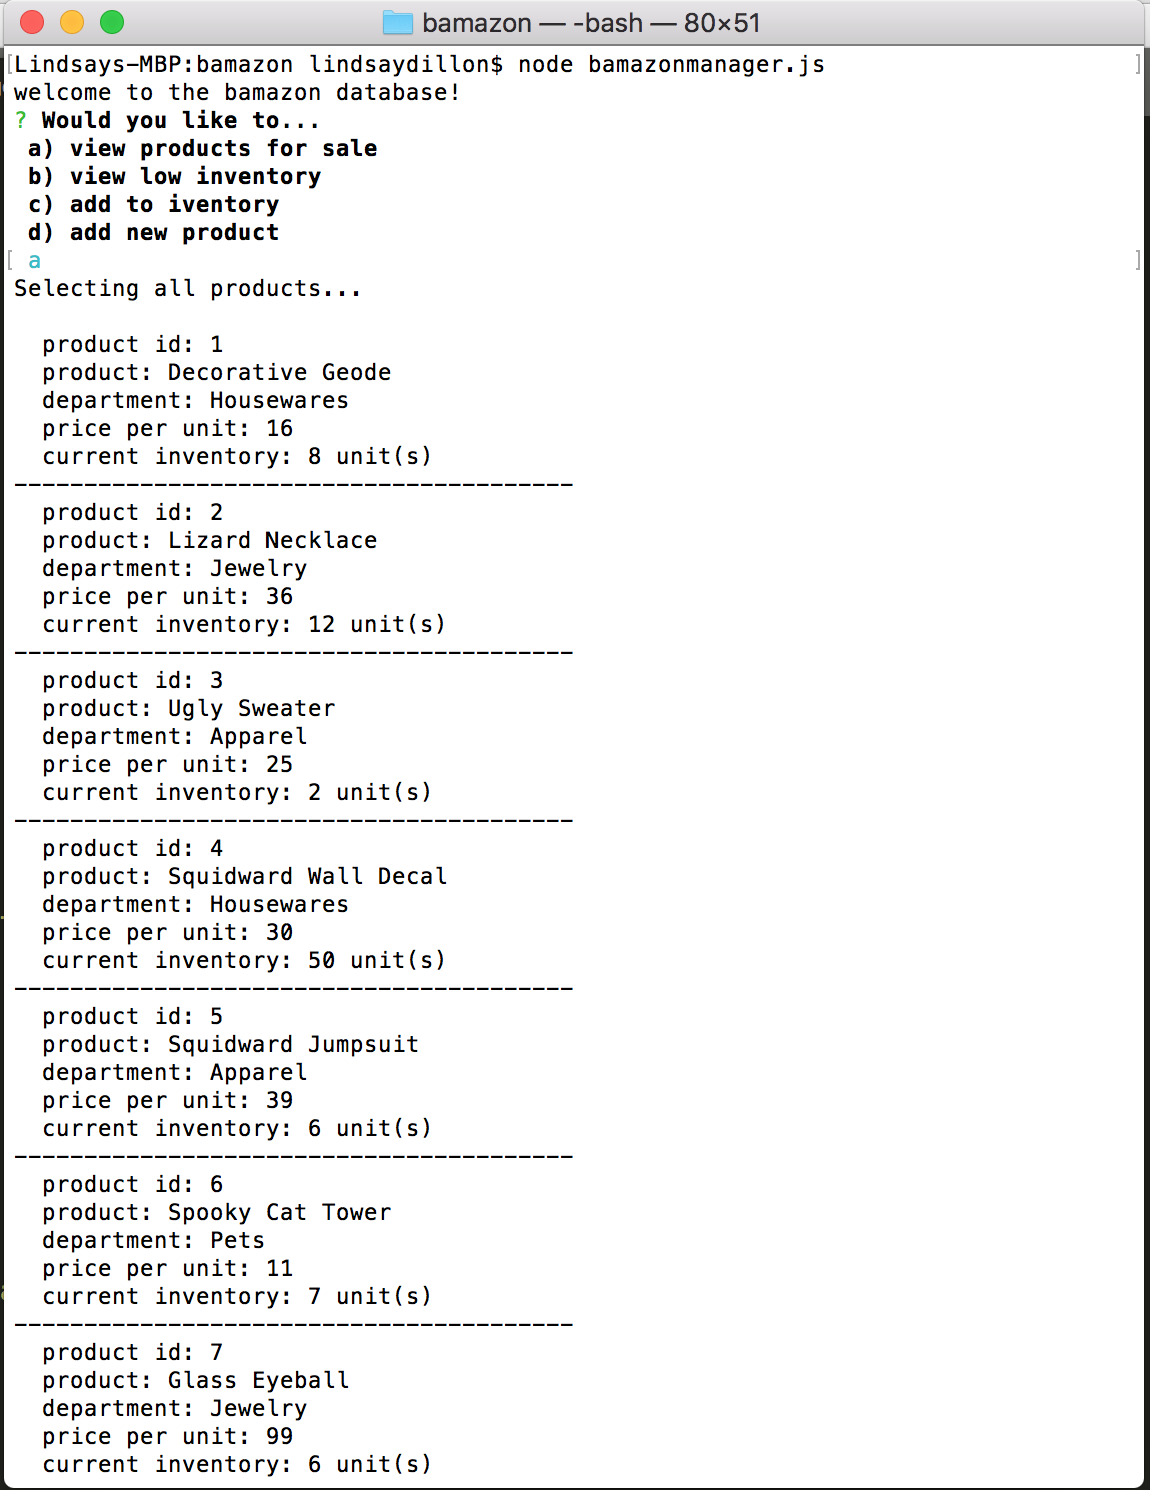 bamazon — -bash — 80×51
[Lindsays-MBP:bamazon lindsaydillon$ node bamazonmanager.js ]
welcome to the bamazon database!
? Would you like to...
a) view products for sale
b) view low inventory
c) add to iventory
d) add new product
[ a ]
Selecting all products...
product id: 1
product: Decorative Geode
department: Housewares
price per unit: 16
current inventory: 8 unit(s)
----------------------------------------
product id: 2
product: Lizard Necklace
department: Jewelry
price per unit: 36
current inventory: 12 unit(s)
----------------------------------------
product id: 3
product: Ugly Sweater
department: Apparel
price per unit: 25
current inventory: 2 unit(s)
----------------------------------------
product id: 4
product: Squidward Wall Decal
department: Housewares
price per unit: 30
current inventory: 50 unit(s)
----------------------------------------
product id: 5
product: Squidward Jumpsuit
department: Apparel
price per unit: 39
current inventory: 6 unit(s)
----------------------------------------
product id: 6
product: Spooky Cat Tower
department: Pets
price per unit: 11
current inventory: 7 unit(s)
----------------------------------------
product id: 7
product: Glass Eyeball
department: Jewelry
price per unit: 99
current inventory: 6 unit(s)